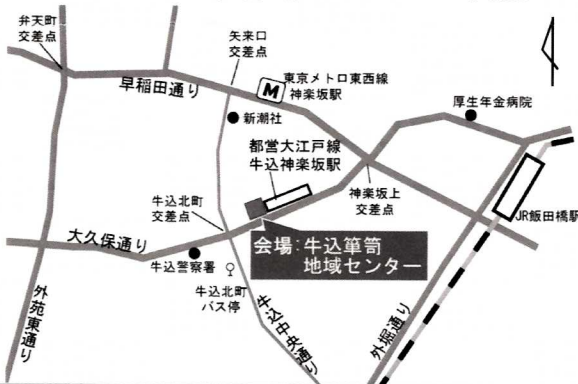 弁天町
交差点
矢来口
交差点
早稲田通り
M
東京メトロ東西線
神楽坂駅
新潮社
厚生年金病院
都営大江戸線
牛込神楽坂駅
神楽坂上
交差点
牛込北町
交差点
JR飯田橋駅
大久保通り
会場:牛込箪笥
地域センター
牛込警察署
牛込北町
バス停
外苑東通り
牛込中央通り
外堀通り